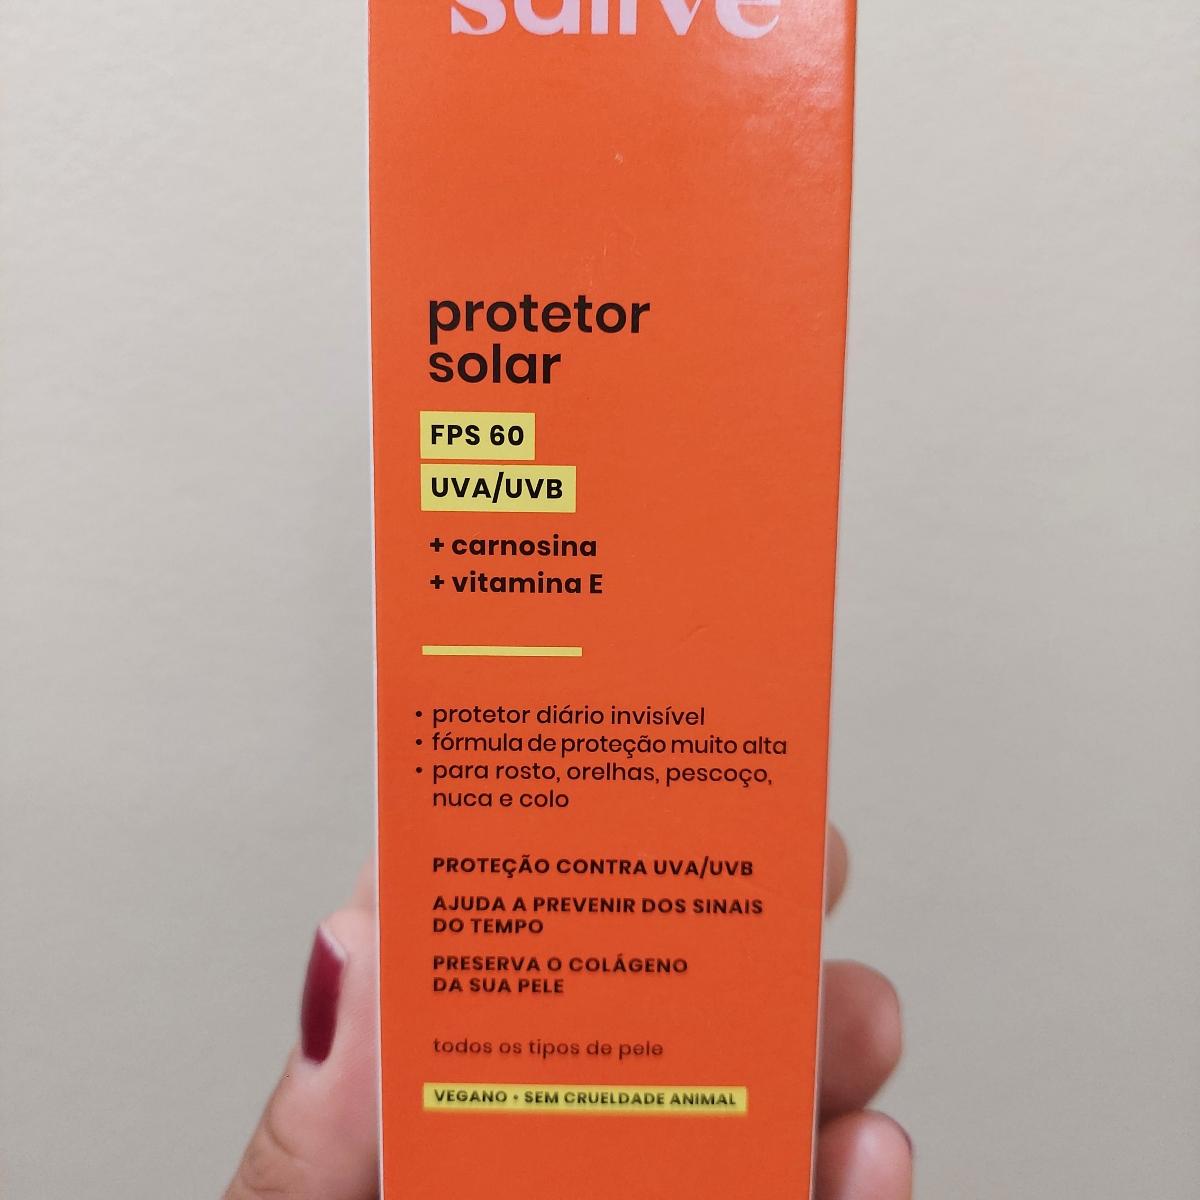 sallve
protetor
solar
FPS 60
UVA/UVB
+ carnosina
+ vitamina E
• protetor diário invisível
• fórmula de proteção muito alta
• para rosto, orelhas, pescoço,
nuca e colo
PROTEÇÃO CONTRA UVA/UVB
AJUDA A PREVENIR DOS SINAIS
DO TEMPO
PRESERVA O COLÁGENO
DA SUA PELE
todos os tipos de pele
VEGANO • SEM CRUELDADE ANIMAL